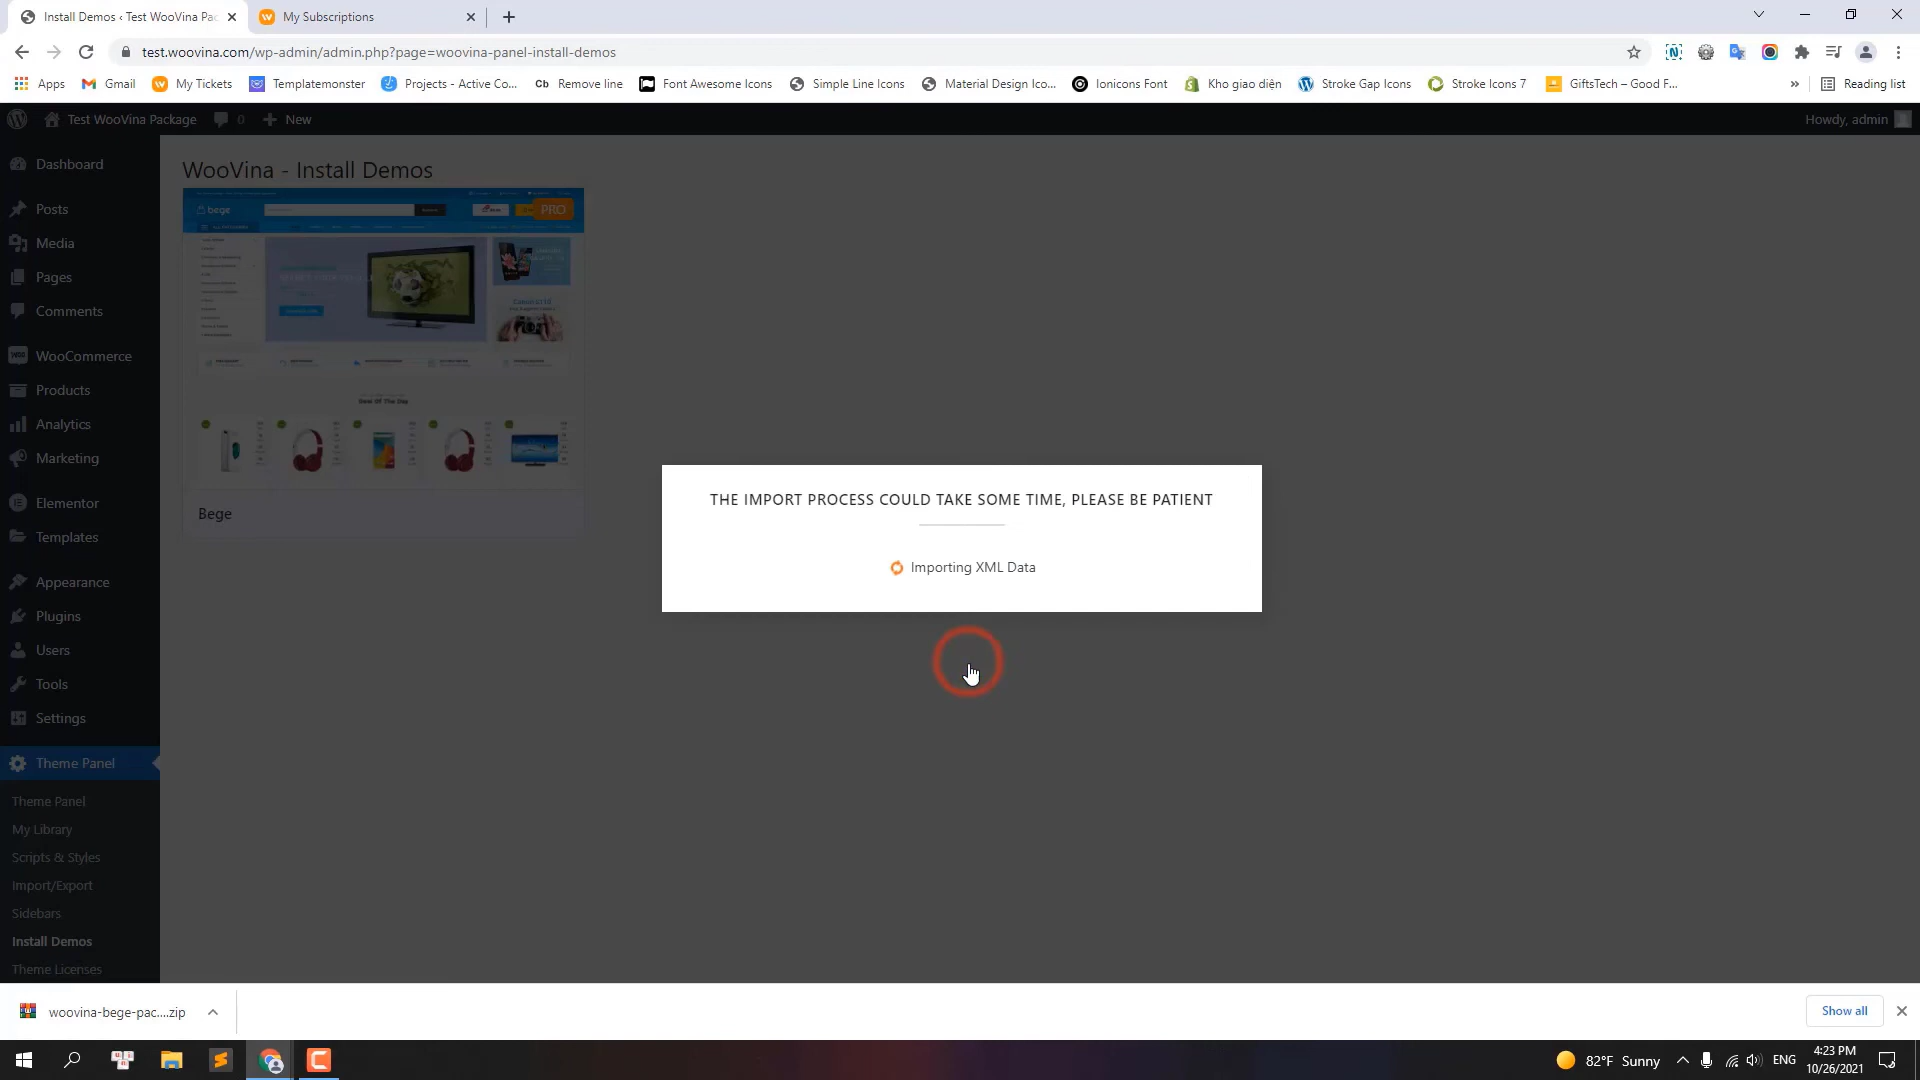 Install Demos ‹ Test WooVina Pac
My Subscriptions
test.woovina.com/wp-admin/admin.php?page=woovina-panel-install-demos
Apps
Gmail
My Tickets
Templatemonster
Projects - Active Co...
Cb Remove line
Font Awesome Icons
Simple Line Icons
Material Design Ico...
Ionicons Font
Kho giao diện
Stroke Gap Icons
Stroke Icons 7
GiftsTech – Good F...
»
Reading list
Test WooVina Package
0
New
Howdy, admin
Dashboard
Posts
Media
Pages
Comments
WooCommerce
Products
Analytics
Marketing
Elementor
Templates
Appearance
Plugins
Users
Tools
Settings
Theme Panel
Theme Panel
My Library
Scripts & Styles
Import/Export
Sidebars
Install Demos
Theme Licenses
WooVina - Install Demos
bege
PRO
Deal Of The Day
Bege
THE IMPORT PROCESS COULD TAKE SOME TIME, PLEASE BE PATIENT
Importing XML Data
woovina-bege-pac....zip
Show all
82°F Sunny
ENG
4:23 PM
10/26/2021